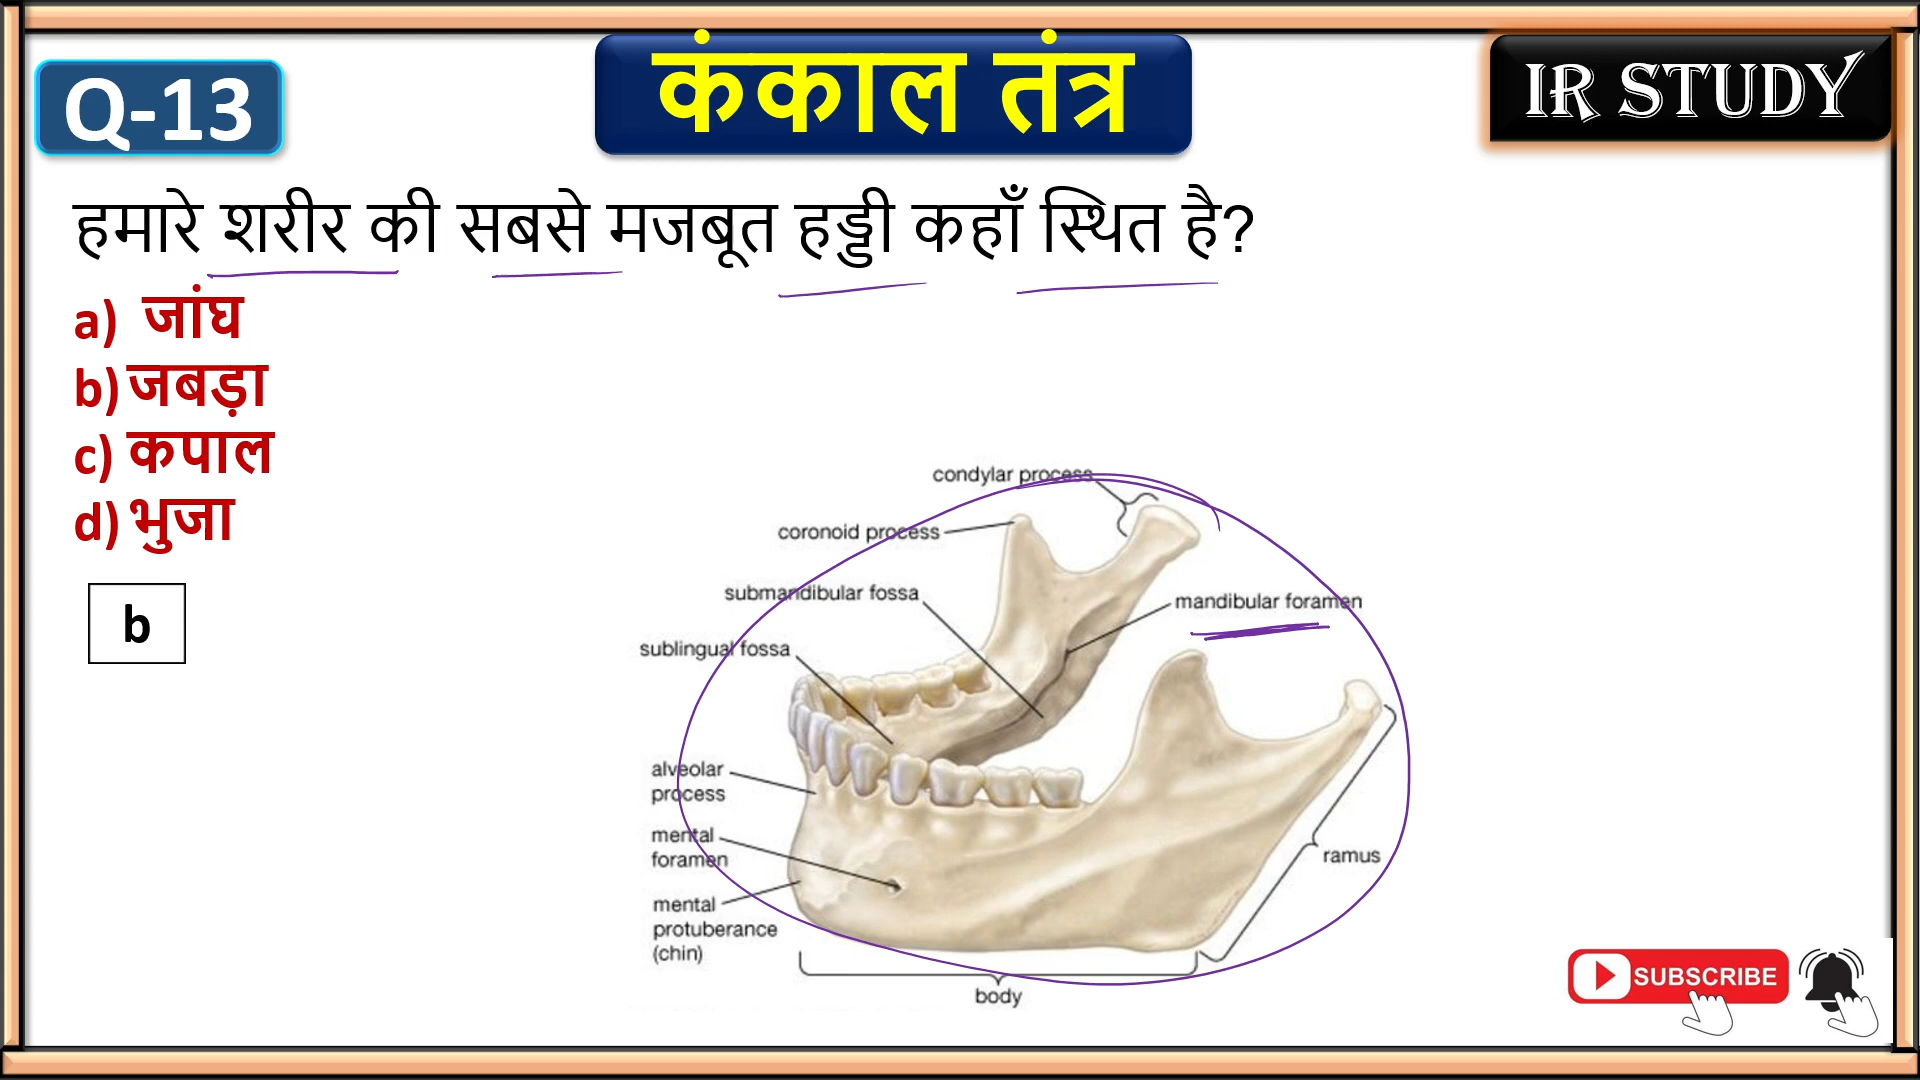 Q-13
कंकाल तंत्र
IR STUDY
हमारे शरीर की सबसे मजबूत हड्डी कहाँ स्थित है?
a) जांघ
b) जबड़ा
c) कपाल
d) भुजा
b
condylar process
coronoid process
submandibular fossa
mandibular foramen
sublingual fossa
alveolar
process
mental
foramen
ramus
mental
protuberance
(chin)
body
SUBSCRIBE